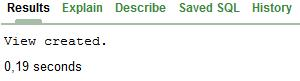 Results Explain Describe Saved SQL History
View created.
0,19 seconds